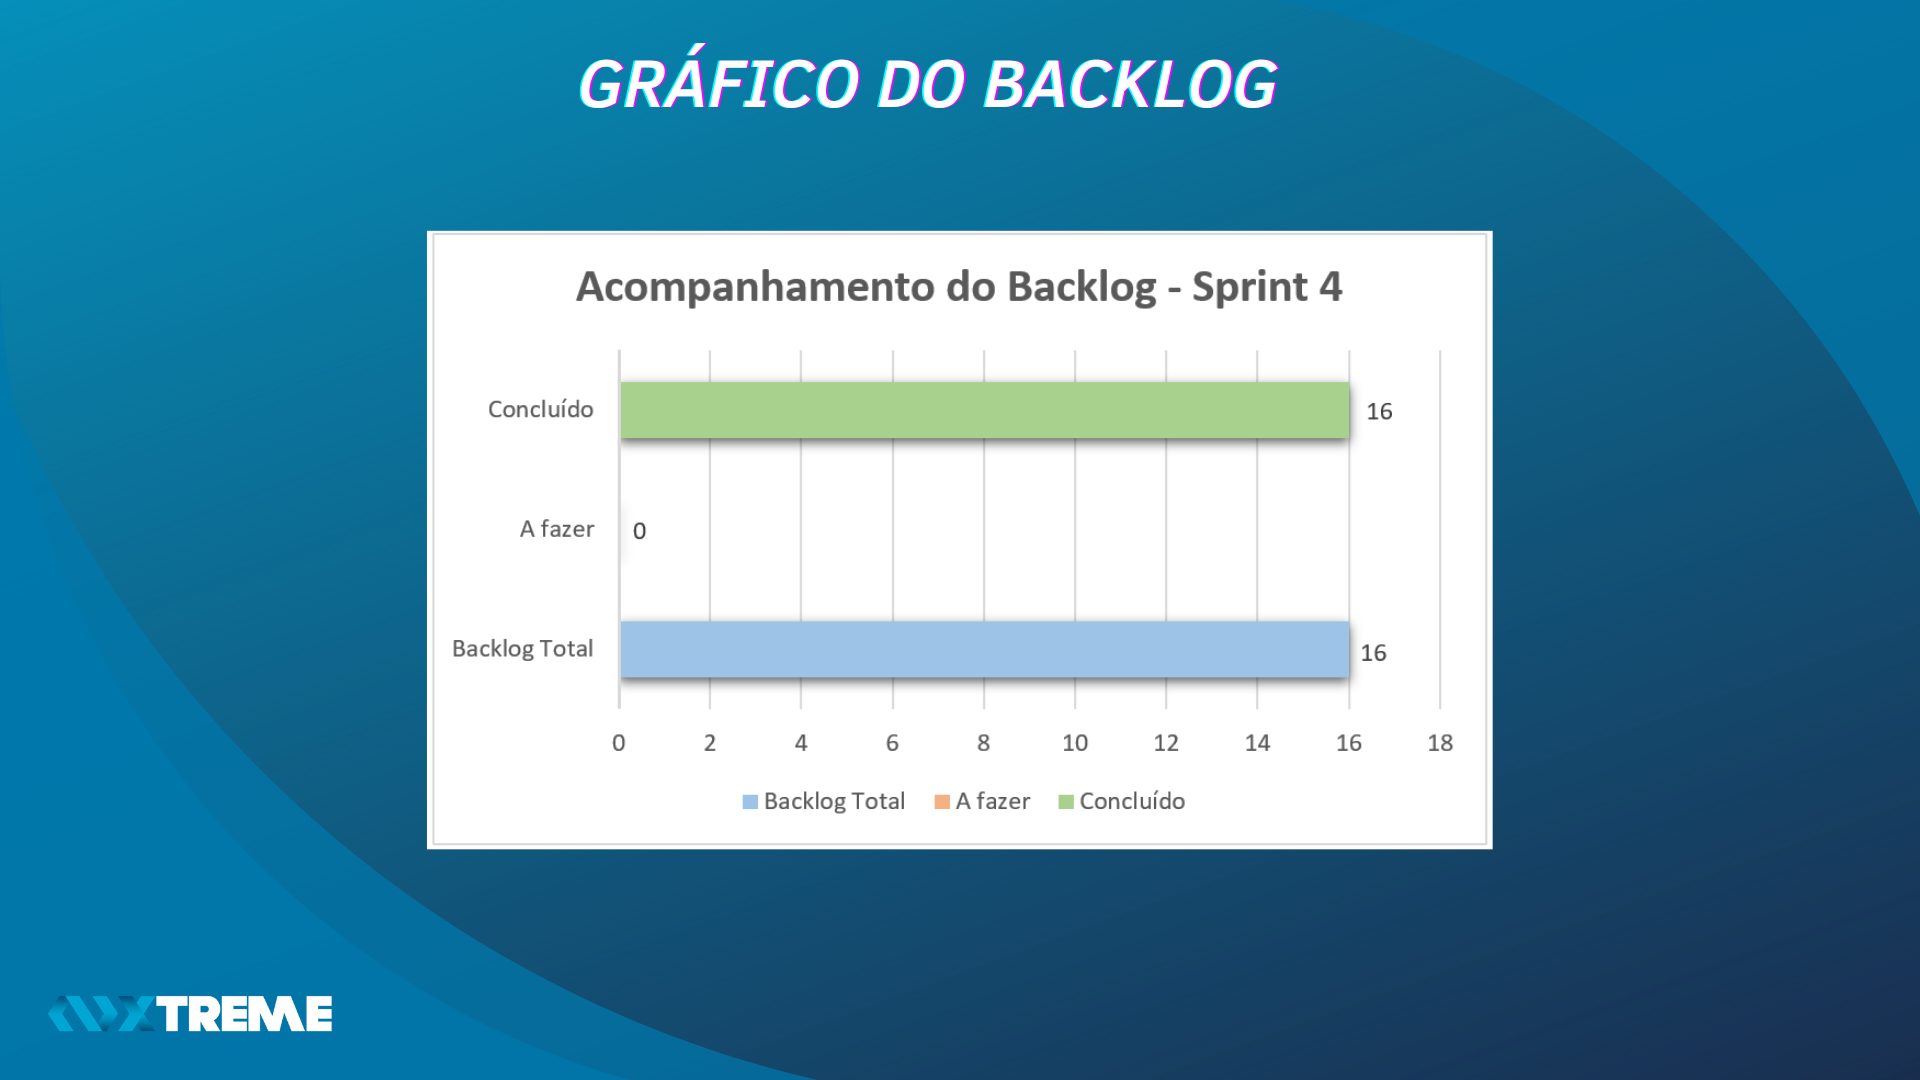 GRÁFICO DO BACKLOG
Acompanhamento do Backlog - Sprint 4
Concluído
16
A fazer
0
Backlog Total
16
0 2 4 6 8 10 12 14 16 18
Backlog Total A fazer Concluído
XTREME